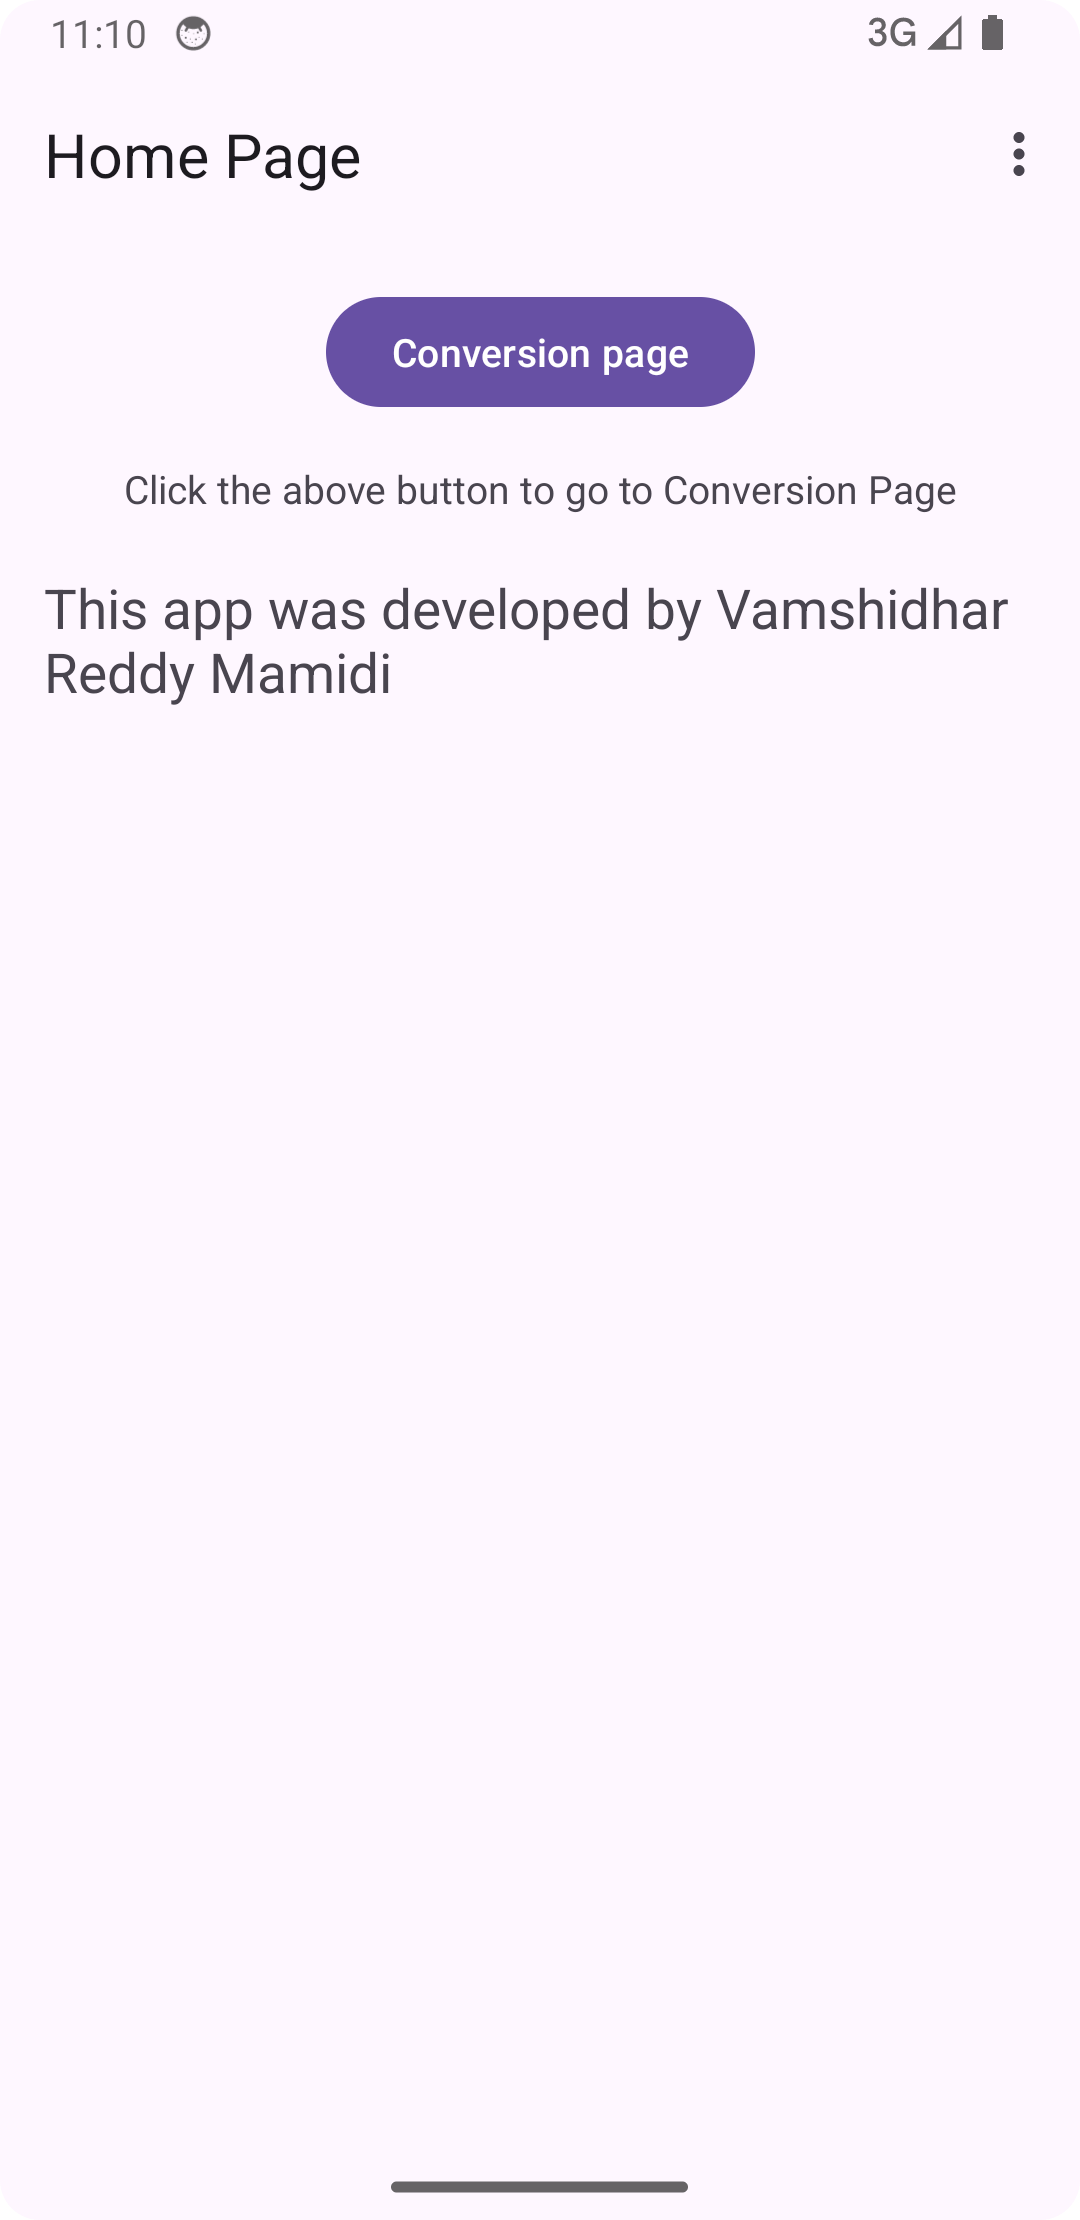 11:10
3G
Home Page
Conversion page
Click the above button to go to Conversion Page
This app was developed by Vamshidhar
Reddy Mamidi